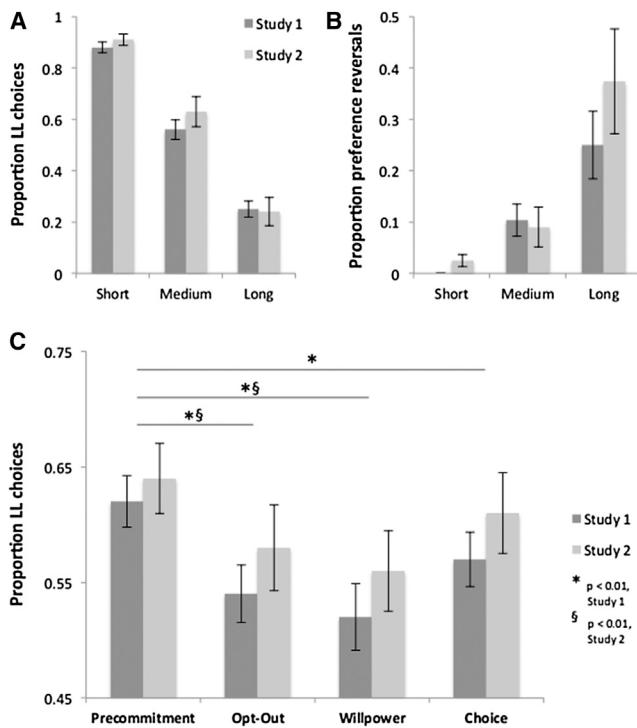 A
Proportion LL choices
1
0.8
0.6
0.4
0.2
0
Short Medium Long
Study 1
Study 2
B
Proportion preference reversals
0.5
0.4
0.3
0.2
0.1
0
Short Medium Long
C
Proportion LL choices
0.75
0.65
0.55
0.45
*
*§
*§
Precommitment Opt-Out Willpower Choice
Study 1
Study 2
* p < 0.01,
Study 1
§ p < 0.01,
Study 2